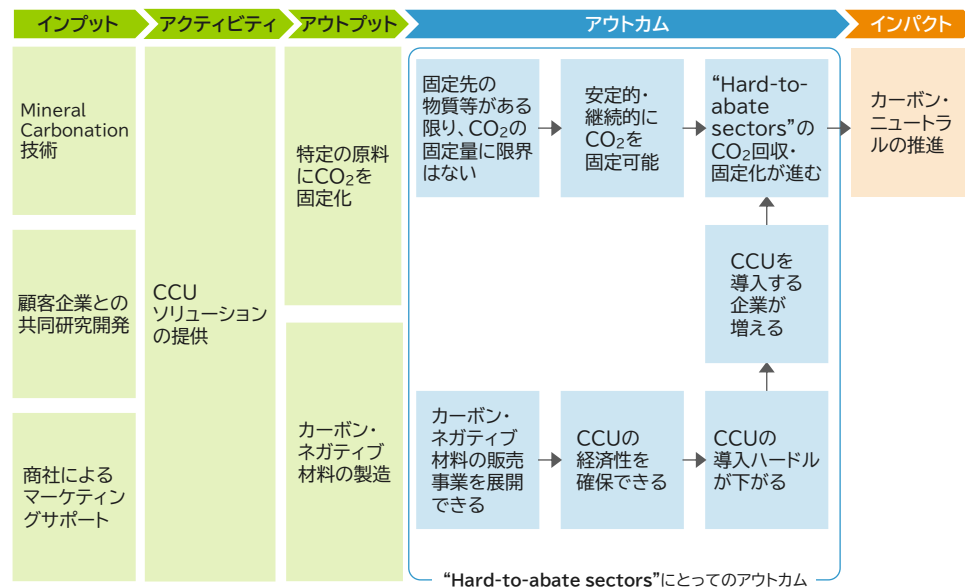 インプット
アクティビティ
アウトプット
アウトカム
インパクト
Mineral
Carbonation
技術
顧客企業との
共同研究開発
商社による
マーケティン
グサポート
CCU
ソリューション
の提供
特定の原料
にCO₂を
固定化
カーボン・
ネガティブ
材料の製造
固定先の
物質等がある
限り、CO₂の
固定量に限界
はない
安定的・
継続的に
CO₂を
固定可能
“Hard-to-
abate
sectors”の
CO₂回収・
固定化が進む
CCUを
導入する
企業が
増える
カーボン・
ネガティブ
材料の販売
事業を展開
できる
CCUの
経済性を
確保できる
CCUの
導入ハードル
が下がる
“Hard-to-abate sectors”にとってのアウトカム
カーボン・
ニュートラ
ルの推進